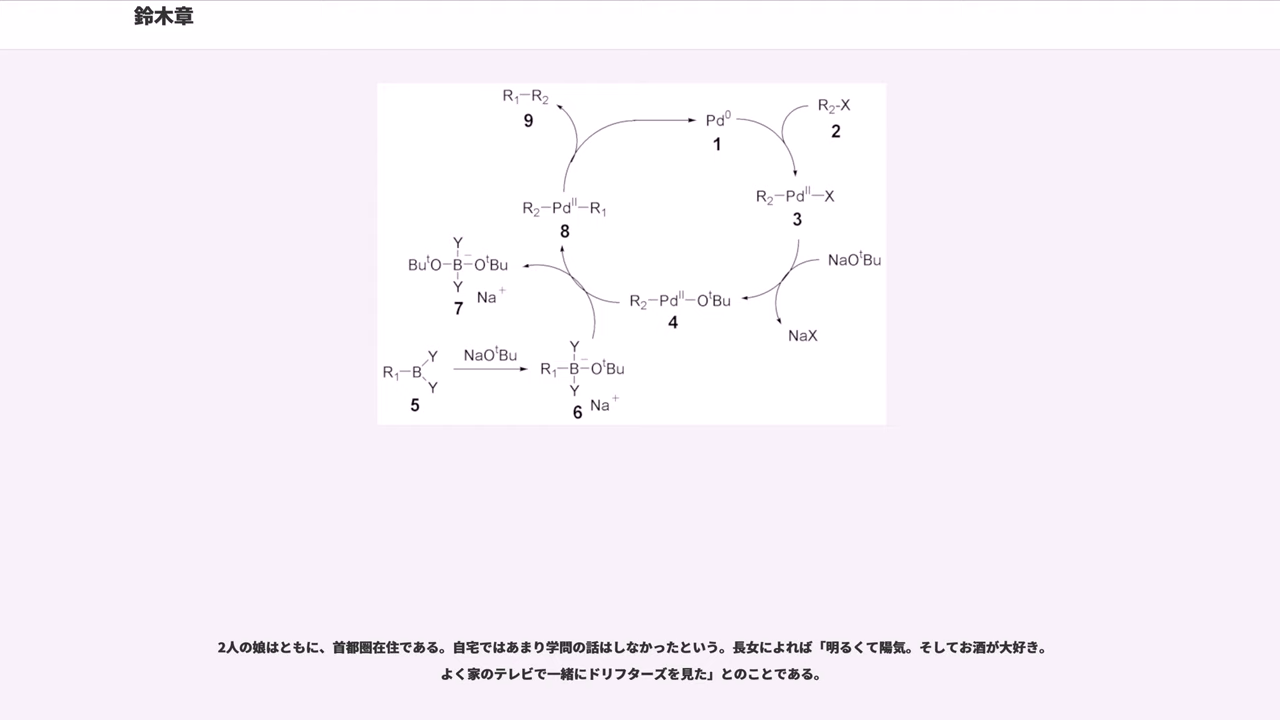 鈴木章
R₁–R₂
9
Pd⁰
1
R₂-X
2
R₂–Pdᴵᴵ–X
3
R₂–Pdᴵᴵ–R₁
8
NaOᵗBu
Y
BuᵗO–B⁻–OᵗBu
Y
Na⁺
7
R₂–Pdᴵᴵ–OᵗBu
4
NaX
R₁–B
Y
Y
5
NaOᵗBu
Y
R₁–B⁻–OᵗBu
Y
Na⁺
6
2人の娘はともに、首都圏在住である。自宅ではあまり学問の話はしなかったという。長女によれば「明るくて陽気。そしてお酒が大好き。
よく家のテレビで一緒にドリフターズを見た」とのことである。